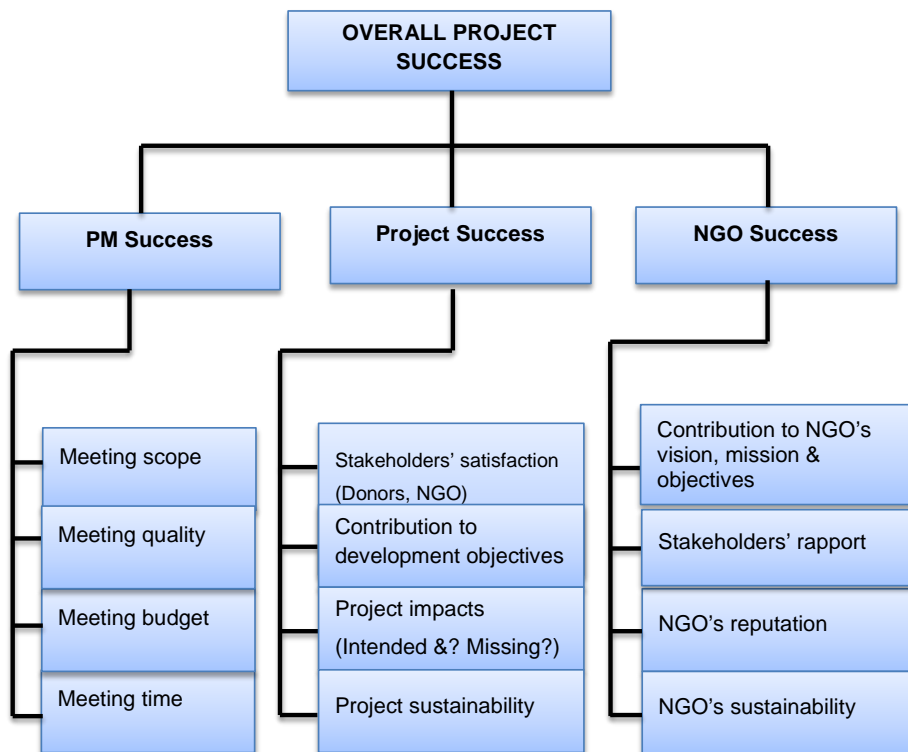 OVERALL PROJECT
SUCCESS
PM Success
Project Success
NGO Success
Meeting scope
Meeting quality
Meeting budget
Meeting time
Stakeholders’ satisfaction
(Donors, NGO)
Contribution to
development objectives
Project impacts
(Intended &? Missing?)
Project sustainability
Contribution to NGO’s
vision, mission &
objectives
Stakeholders’ rapport
NGO’s reputation
NGO’s sustainability